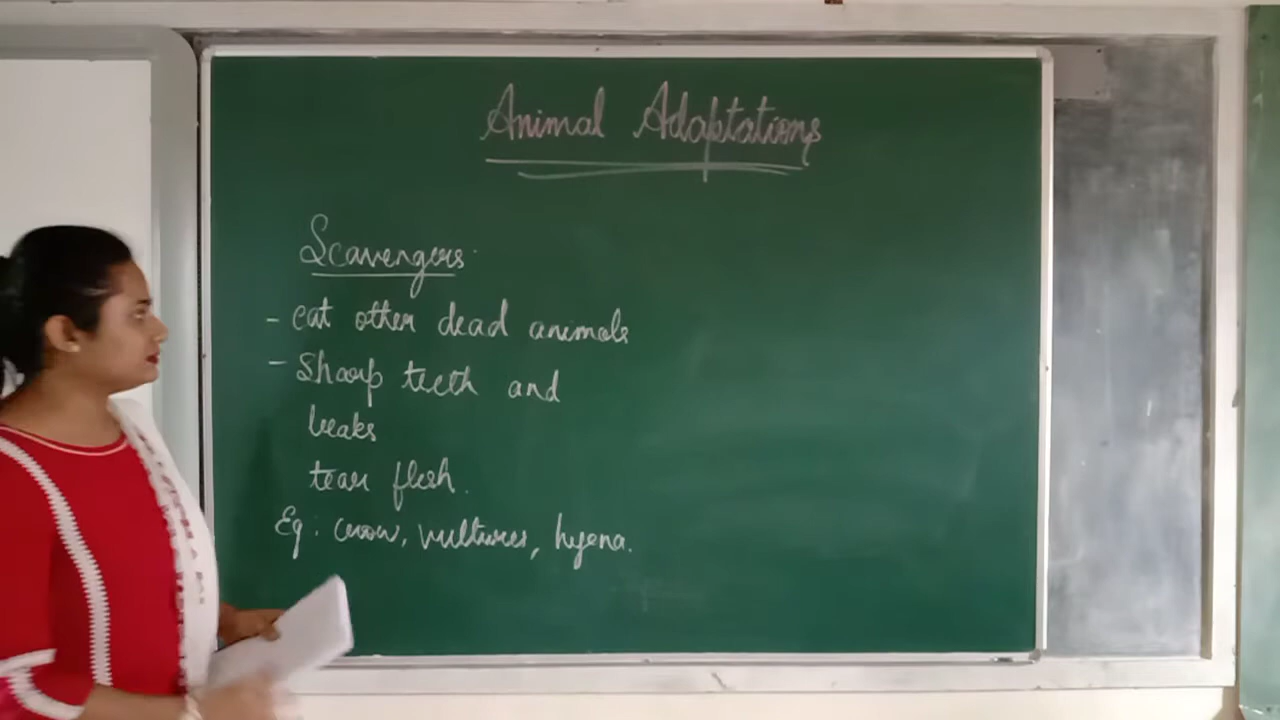 Animal Adaptations
Scavengers.
- eat other dead animals
- Sharp teeth and
beaks
tear flesh.
Eg: crow, vultures, hyena.